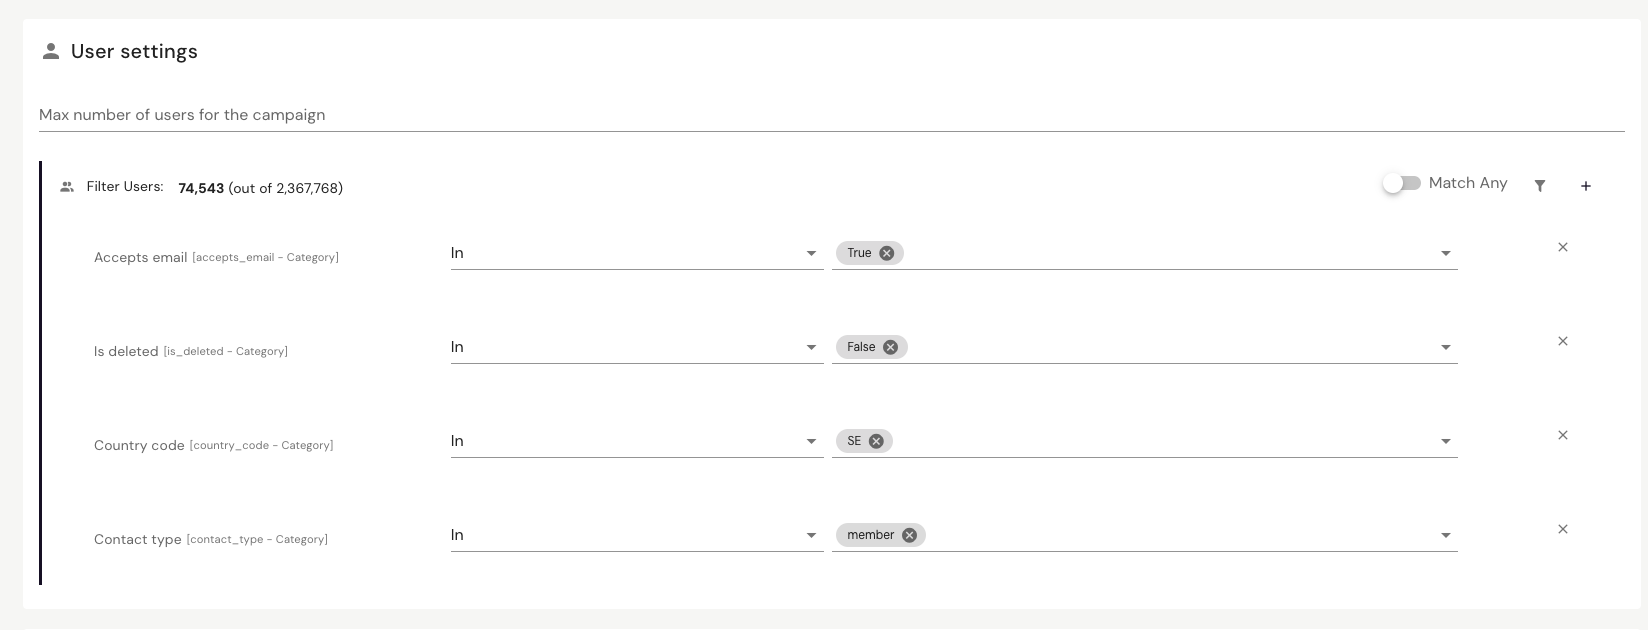 User settings
Max number of users for the campaign
Filter Users: 74,543 (out of 2,367,768) Match Any
Accepts email [accepts_email - Category] In True
Is deleted [is_deleted - Category] In False
Country code [country_code - Category] In SE
Contact type [contact_type - Category] In member